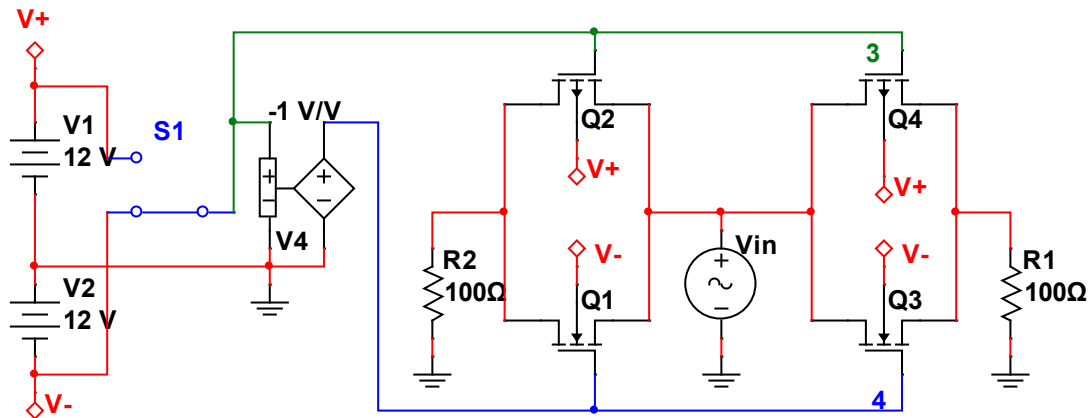 V+
V1
12 V
S1
-1 V/V
V4
V2
12 V
V-
R2
100Ω
Q2
V+
V-
Q1
Vin
3
Q4
V+
V-
Q3
R1
100Ω
4